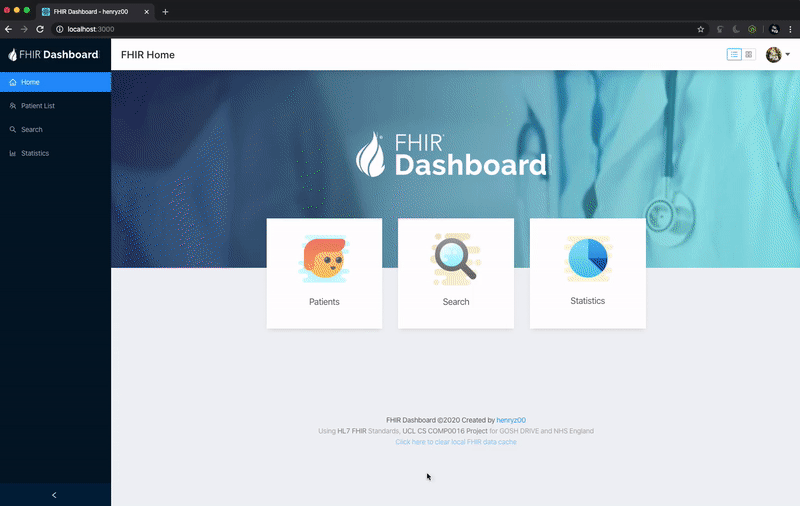 FHIR Dashboard - henryz00
localhost:3000
FHIR Dashboard
FHIR Home
Home
Patient List
Search
Statistics
FHIR
Dashboard
Patients
Search
Statistics
FHIR Dashboard ©2020 Created by henryz00
Using HL7 FHIR Standards, UCL CS COMP0016 Project for GOSH DRIVE and NHS England
Click here to clear local FHIR data cache